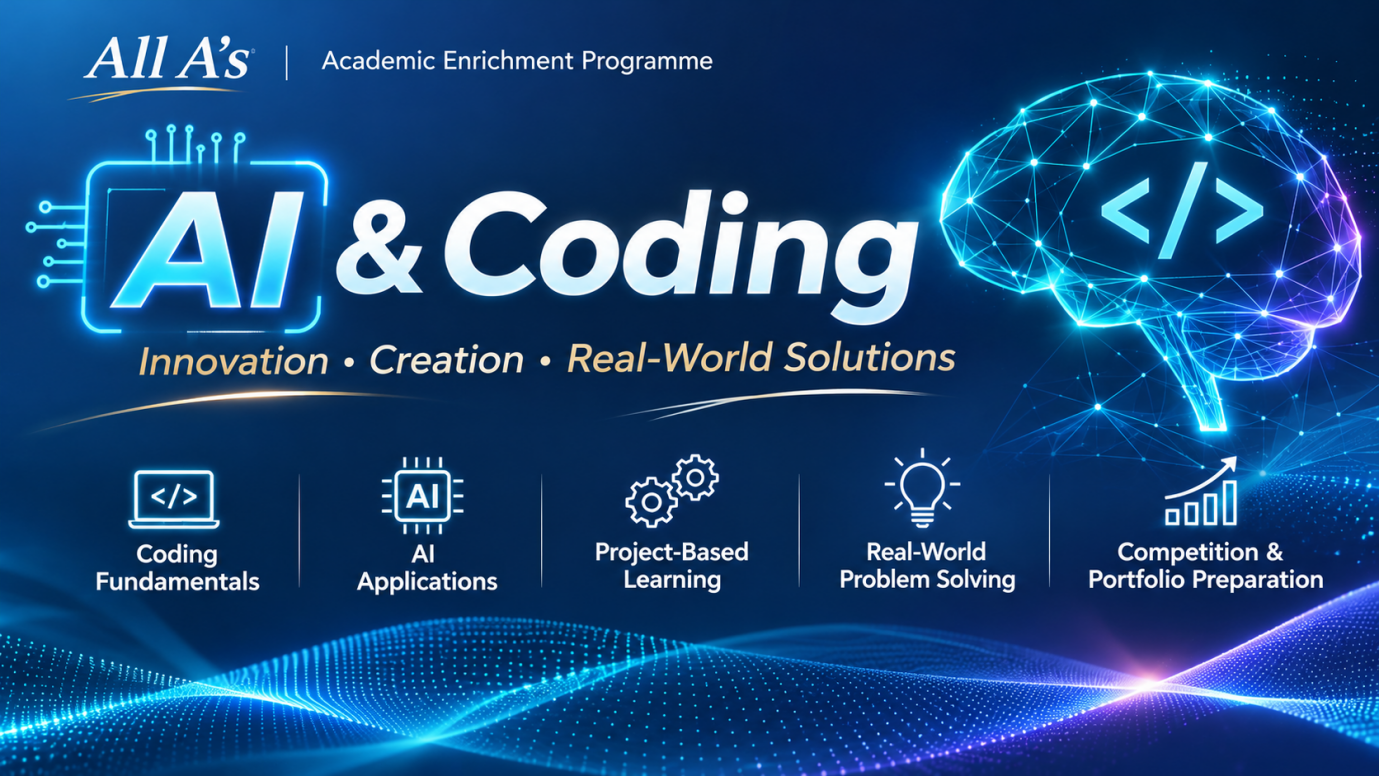 All A's
Academic Enrichment Programme
AI & Coding
Innovation • Creation • Real-World Solutions
</>
</>
Coding
Fundamentals
AI
AI
Applications
Project-Based
Learning
Real-World
Problem Solving
Competition &
Portfolio Preparation